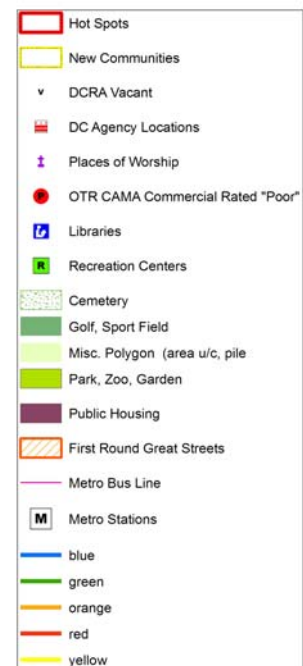 Hot Spots
New Communities
v DCRA Vacant
DC Agency Locations
Places of Worship
P OTR CAMA Commercial Rated "Poor"
Libraries
R Recreation Centers
Cemetery
Golf, Sport Field
Misc. Polygon (area u/c, pile
Park, Zoo, Garden
Public Housing
First Round Great Streets
Metro Bus Line
M Metro Stations
blue
green
orange
red
yellow